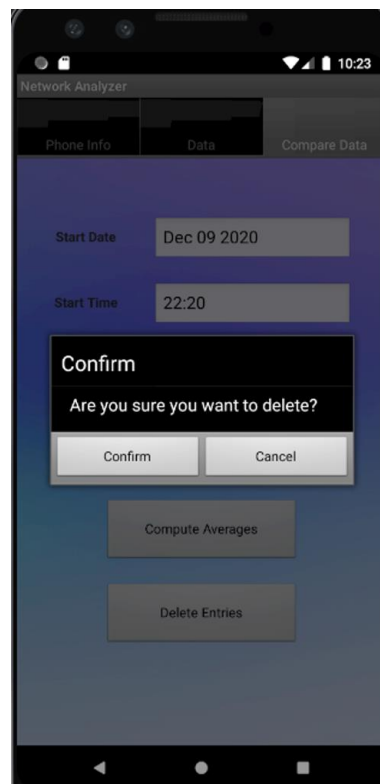 10:23
Network Analyzer
Phone Info Data Compare Data
Start Date Dec 09 2020
Start Time 22:20
Confirm
Are you sure you want to delete?
Confirm Cancel
Compute Averages
Delete Entries